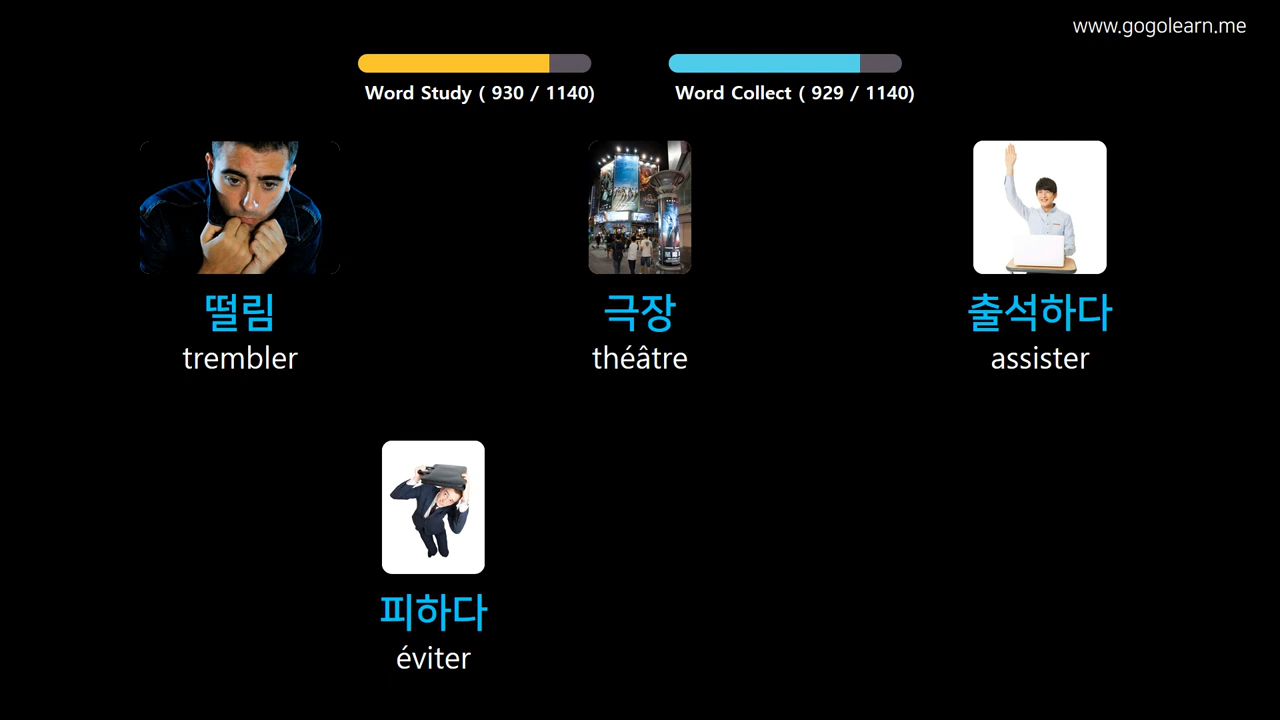 www.gogolearn.me
Word Study ( 930 / 1140)
Word Collect ( 929 / 1140)
떨림
trembler
극장
théâtre
출석하다
assister
피하다
éviter